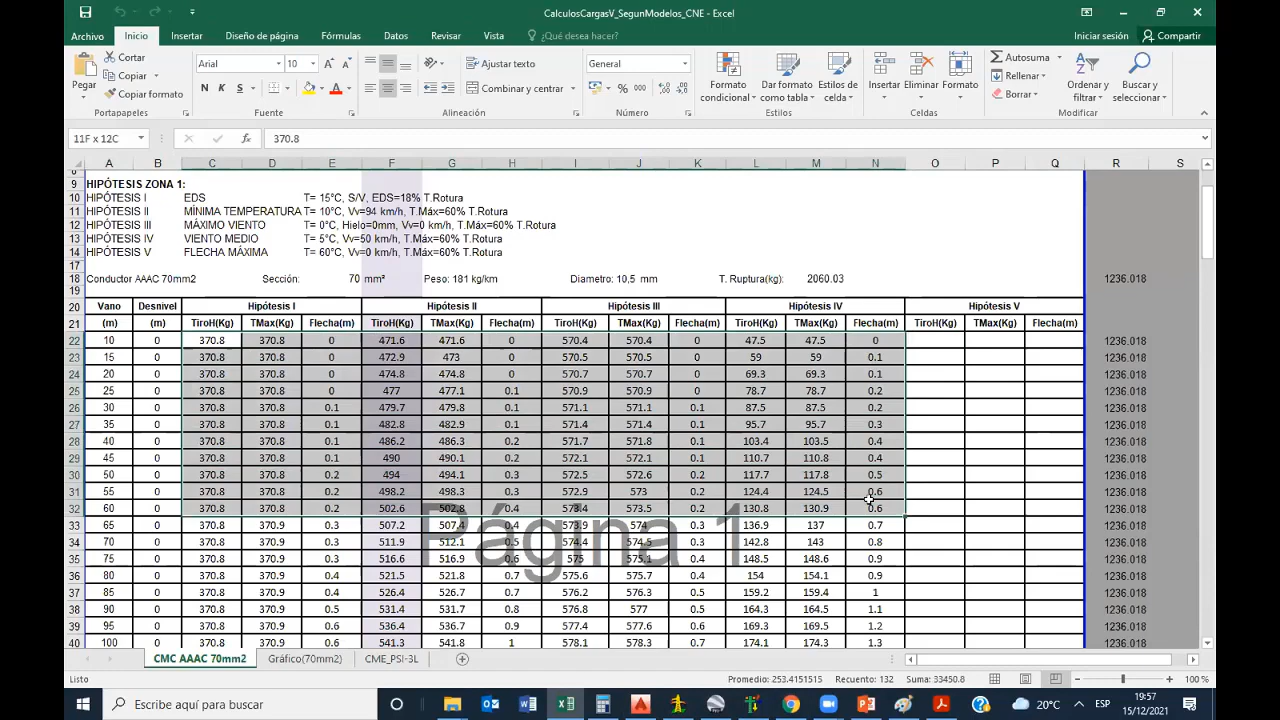 CalculosCargasV_SegunModelos_CNE - Excel
Archivo Inicio Insertar Diseño de página Fórmulas Datos Revisar Vista ¿Qué desea hacer? Iniciar sesión Compartir
Pegar Cortar Copiar Copiar formato
Arial 10 N K S
Ajustar texto Combinar y centrar
General % 000
Formato condicional Dar formato como tabla Estilos de celda
Insertar Eliminar Formato
Autosuma Rellenar Borrar Ordenar y filtrar Buscar y seleccionar
Portapapeles Fuente Alineación Número Estilos Celdas Modificar
11F x 12C fx 370.8
A B C D E F G H I J K L M N O P Q R S
9 HIPÓTESIS ZONA 1:
10 HIPÓTESIS I EDS T= 15°C, S/V, EDS=18% T.Rotura
11 HIPÓTESIS II MÍNIMA TEMPERATURA T= 10°C, Vv=94 km/h, T.Máx=60% T.Rotura
12 HIPÓTESIS III MÁXIMO VIENTO T= 0°C, Hielo=0mm, Vv=0 km/h, T.Máx=60% T.Rotura
13 HIPÓTESIS IV VIENTO MEDIO T= 5°C, Vv=50 km/h, T.Máx=60% T.Rotura
14 HIPÓTESIS V FLECHA MÁXIMA T= 60°C, Vv=0 km/h, T.Máx=60% T.Rotura
17
18 Conductor AAAC 70mm2 Sección: 70 mm² Peso: 181 kg/km Diametro: 10,5 mm T. Ruptura(kg): 2060.03 1236.018
19
20 Vano Desnivel Hipótesis I Hipótesis II Hipótesis III Hipótesis IV Hipótesis V
21 (m) (m) TiroH(Kg) TMax(Kg) Flecha(m) TiroH(Kg) TMax(Kg) Flecha(m) TiroH(Kg) TMax(Kg) Flecha(m) TiroH(Kg) TMax(Kg) Flecha(m) TiroH(Kg) TMax(Kg) Flecha(m)
22 10 0 370.8 370.8 0 471.6 471.6 0 570.4 570.4 0 47.5 47.5 0 1236.018
23 15 0 370.8 370.8 0 472.9 473 0 570.5 570.5 0 59 59 0.1 1236.018
24 20 0 370.8 370.8 0 474.8 474.8 0 570.7 570.7 0 69.3 69.3 0.1 1236.018
25 25 0 370.8 370.8 0 477 477.1 0.1 570.9 570.9 0 78.7 78.7 0.2 1236.018
26 30 0 370.8 370.8 0.1 479.7 479.8 0.1 571.1 571.1 0.1 87.5 87.5 0.2 1236.018
27 35 0 370.8 370.8 0.1 482.8 482.9 0.1 571.4 571.4 0.1 95.7 95.7 0.3 1236.018
28 40 0 370.8 370.8 0.1 486.2 486.3 0.2 571.7 571.8 0.1 103.4 103.5 0.4 1236.018
29 45 0 370.8 370.8 0.1 490 490.1 0.2 572.1 572.1 0.1 110.7 110.8 0.4 1236.018
30 50 0 370.8 370.8 0.2 494 494.1 0.3 572.5 572.6 0.2 117.7 117.8 0.5 1236.018
31 55 0 370.8 370.8 0.2 498.2 498.3 0.3 572.9 573 0.2 124.4 124.5 0.6 1236.018
32 60 0 370.8 370.8 0.2 502.6 502.8 0.4 573.4 573.5 0.2 130.8 130.9 0.6 1236.018
33 65 0 370.8 370.9 0.3 507.2 507.4 0.4 573.9 574 0.3 136.9 137 0.7 1236.018
Página 1
34 70 0 370.8 370.9 0.3 511.9 512.1 0.5 574.4 574.5 0.3 142.8 143 0.8 1236.018
35 75 0 370.8 370.9 0.3 516.6 516.9 0.6 575 575.1 0.4 148.5 148.6 0.9 1236.018
36 80 0 370.8 370.9 0.4 521.5 521.8 0.7 575.6 575.7 0.4 154 154.1 0.9 1236.018
37 85 0 370.8 370.9 0.5 526.4 526.7 0.7 576.2 576.3 0.5 159.2 159.4 1 1236.018
38 90 0 370.8 370.9 0.5 531.4 531.7 0.8 576.8 577 0.5 164.3 164.5 1.1 1236.018
39 95 0 370.8 370.9 0.6 536.4 536.7 0.9 577.4 577.6 0.6 169.3 169.5 1.2 1236.018
40 100 0 370.8 370.9 0.6 541.3 541.8 1 578.1 578.3 0.7 174.1 174.3 1.3 1236.018
CMC AAAC 70mm2 Gráfico(70mm2) CME_PSI-3L
Listo Promedio: 253.4151515 Recuento: 132 Suma: 33450.8 100 %
Escribe aquí para buscar 20°C ESP 19:57
15/12/2021